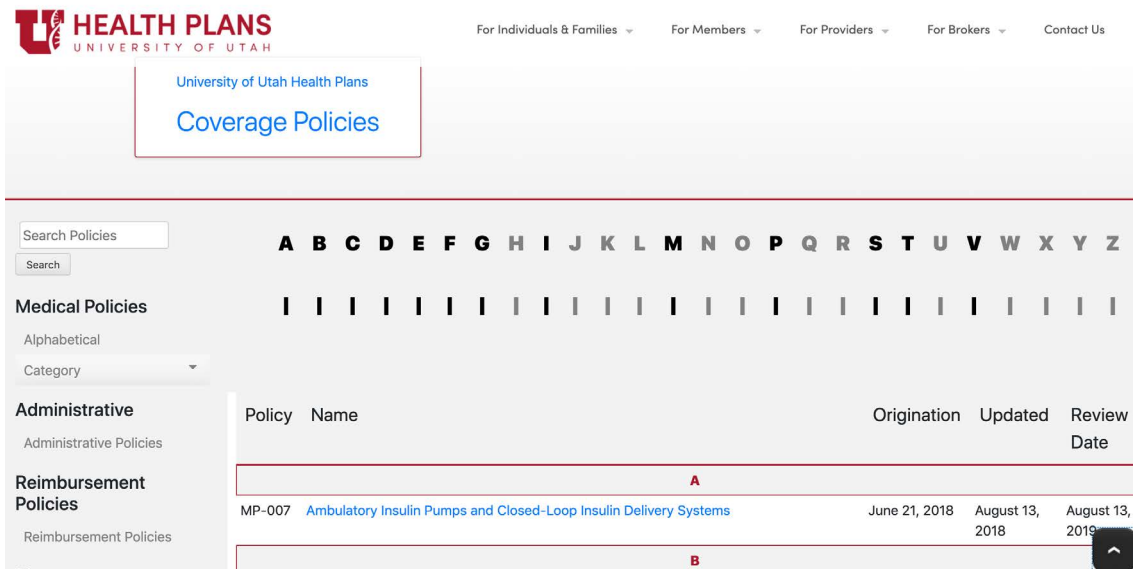 HEALTH PLANS
UNIVERSITY OF UTAH
For Individuals & Families
For Members
For Providers
For Brokers
Contact Us
University of Utah Health Plans
Coverage Policies
Search Policies
Search
A B C D E F G H I J K L M N O P Q R S T U V W X Y Z
| | | | | | | | | | | | | | | | | | | | | | | | | |
Medical Policies
Alphabetical
Category
Administrative
Administrative Policies
Reimbursement
Policies
Reimbursement Policies
Policy Name Origination Updated Review
Date
A
MP-007 Ambulatory Insulin Pumps and Closed-Loop Insulin Delivery Systems June 21, 2018 August 13, August 13,
2018 2019
B